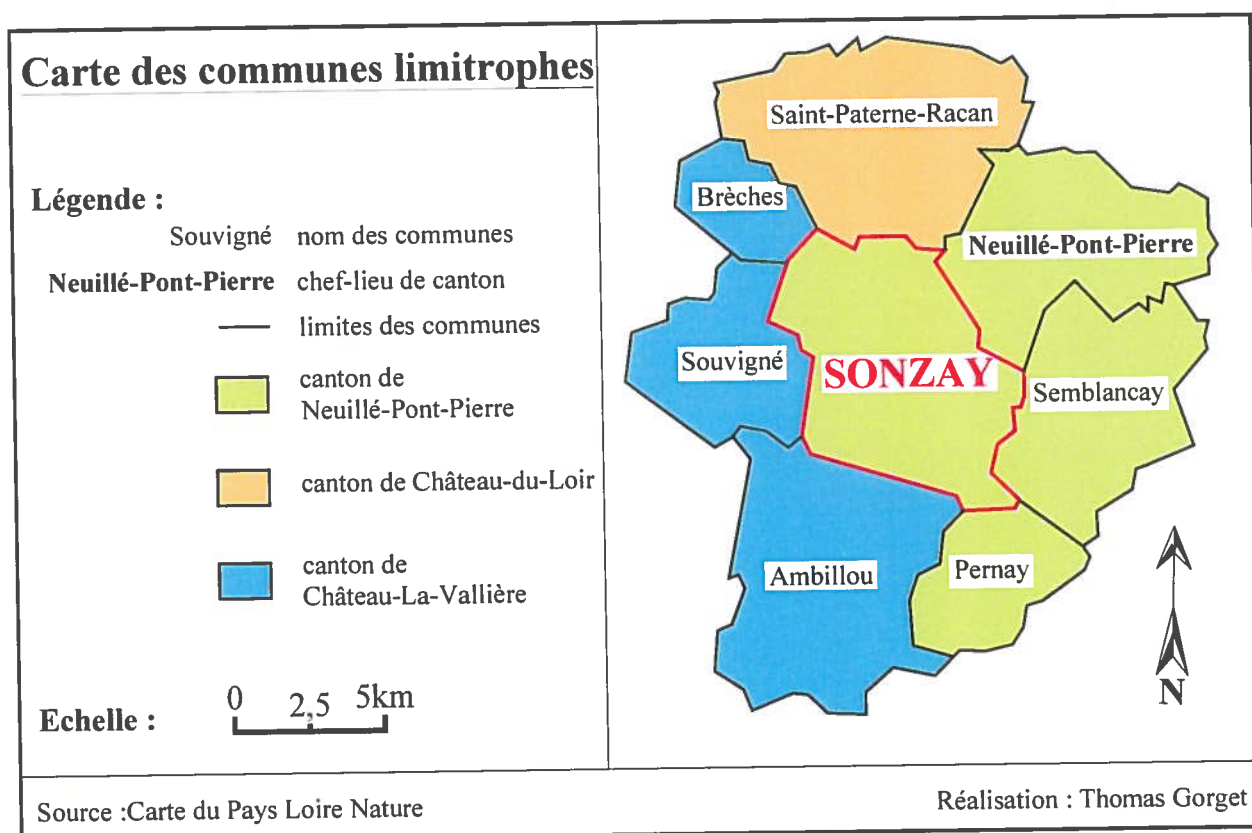 Carte des communes limitrophes
Légende :
Souvigné nom des communes
Neuillé-Pont-Pierre chef-lieu de canton
limites des communes
canton de
Neuillé-Pont-Pierre
canton de Château-du-Loir
canton de
Château-La-Vallière
Echelle :
0 2,5 5km
Saint-Paterne-Racan
Brèches
Neuillé-Pont-Pierre
Souvigné
SONZAY
Semblancay
Ambillou
Pernay
N
Source :Carte du Pays Loire Nature
Réalisation : Thomas Gorget